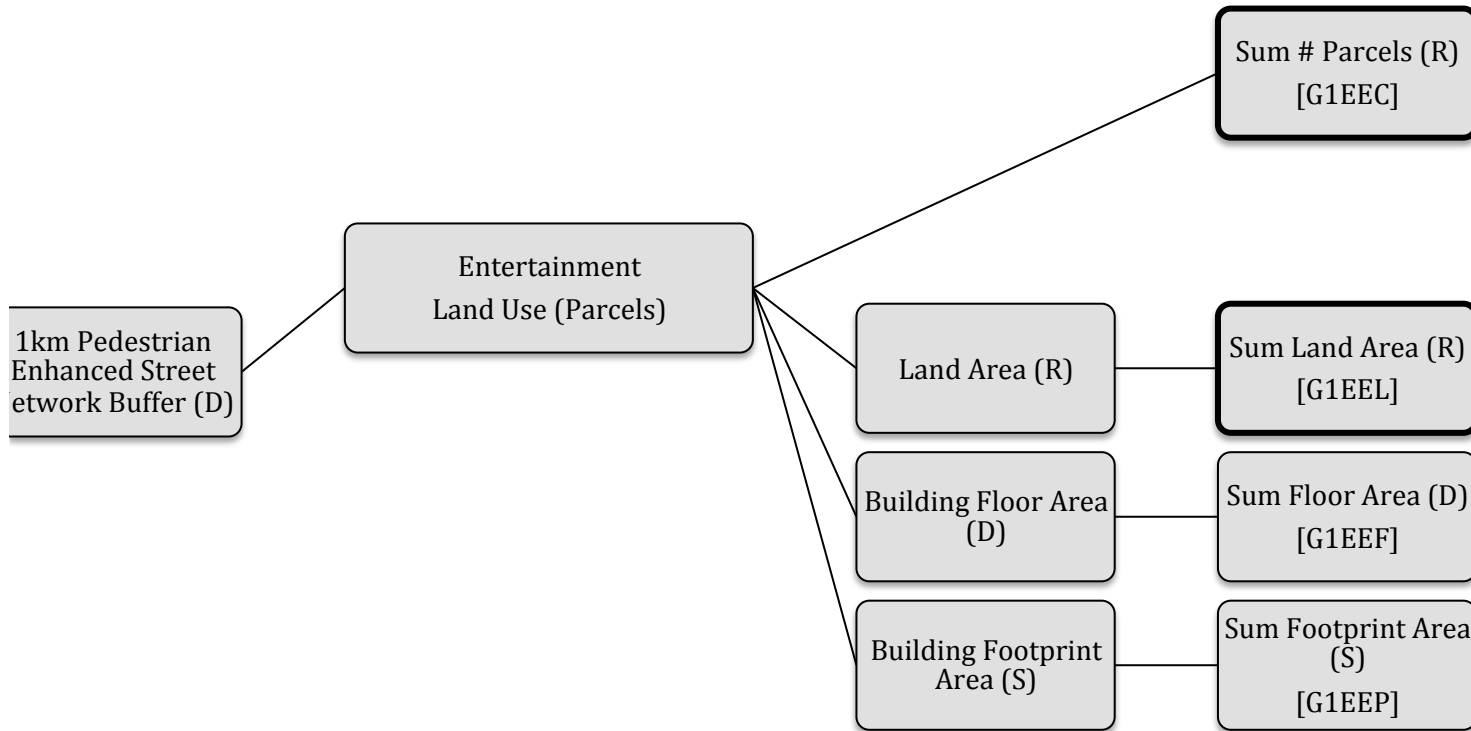 Sum # Parcels (R)
[G1EEC]
Entertainment
Land Use (Parcels)
1km Pedestrian
Enhanced Street
Buffer (D)
Land Area (R)
Sum Land Area (R)
[G1EEL]
Building Floor Area
(D)
Sum Floor Area (D)
[G1EEF]
Building Footprint
Area (S)
Sum Footprint Area
(S)
[G1EEP]